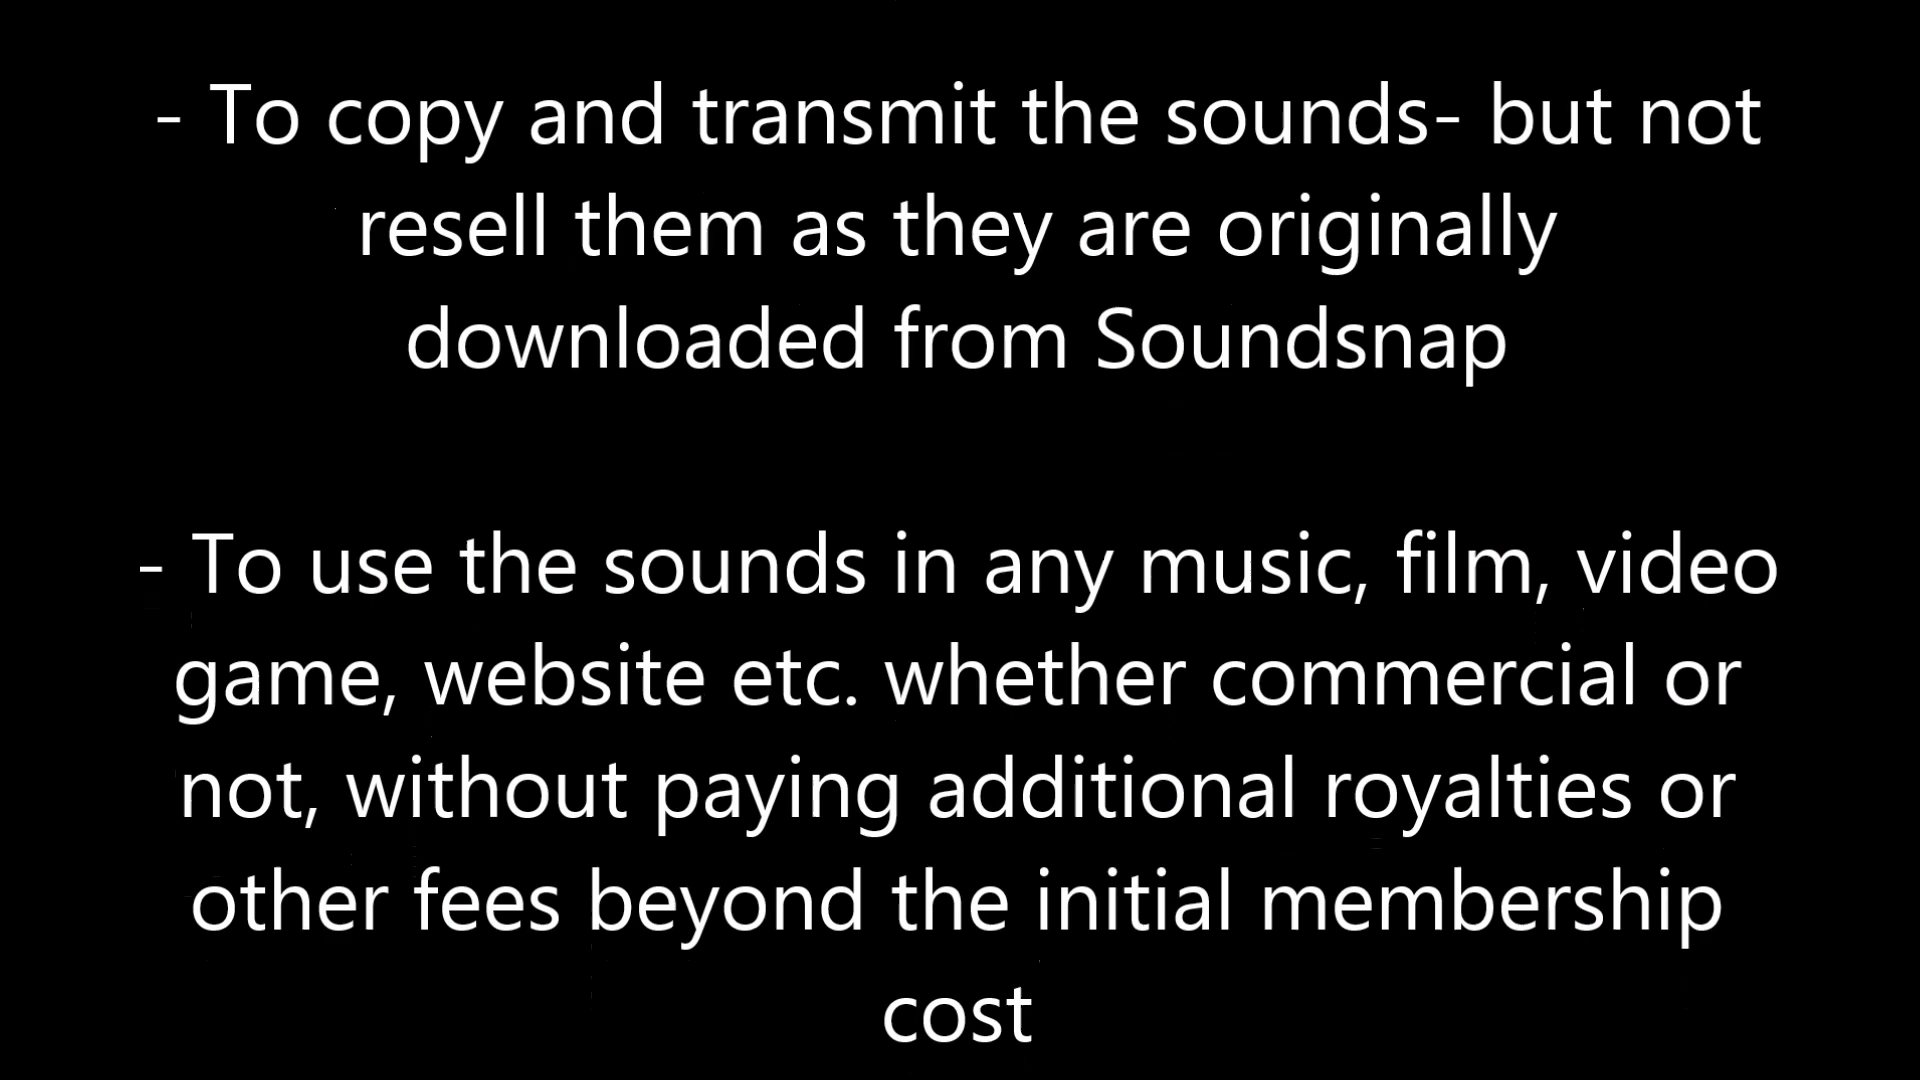 - To copy and transmit the sounds- but not
resell them as they are originally
downloaded from Soundsnap
- To use the sounds in any music, film, video
game, website etc. whether commercial or
not, without paying additional royalties or
other fees beyond the initial membership
cost